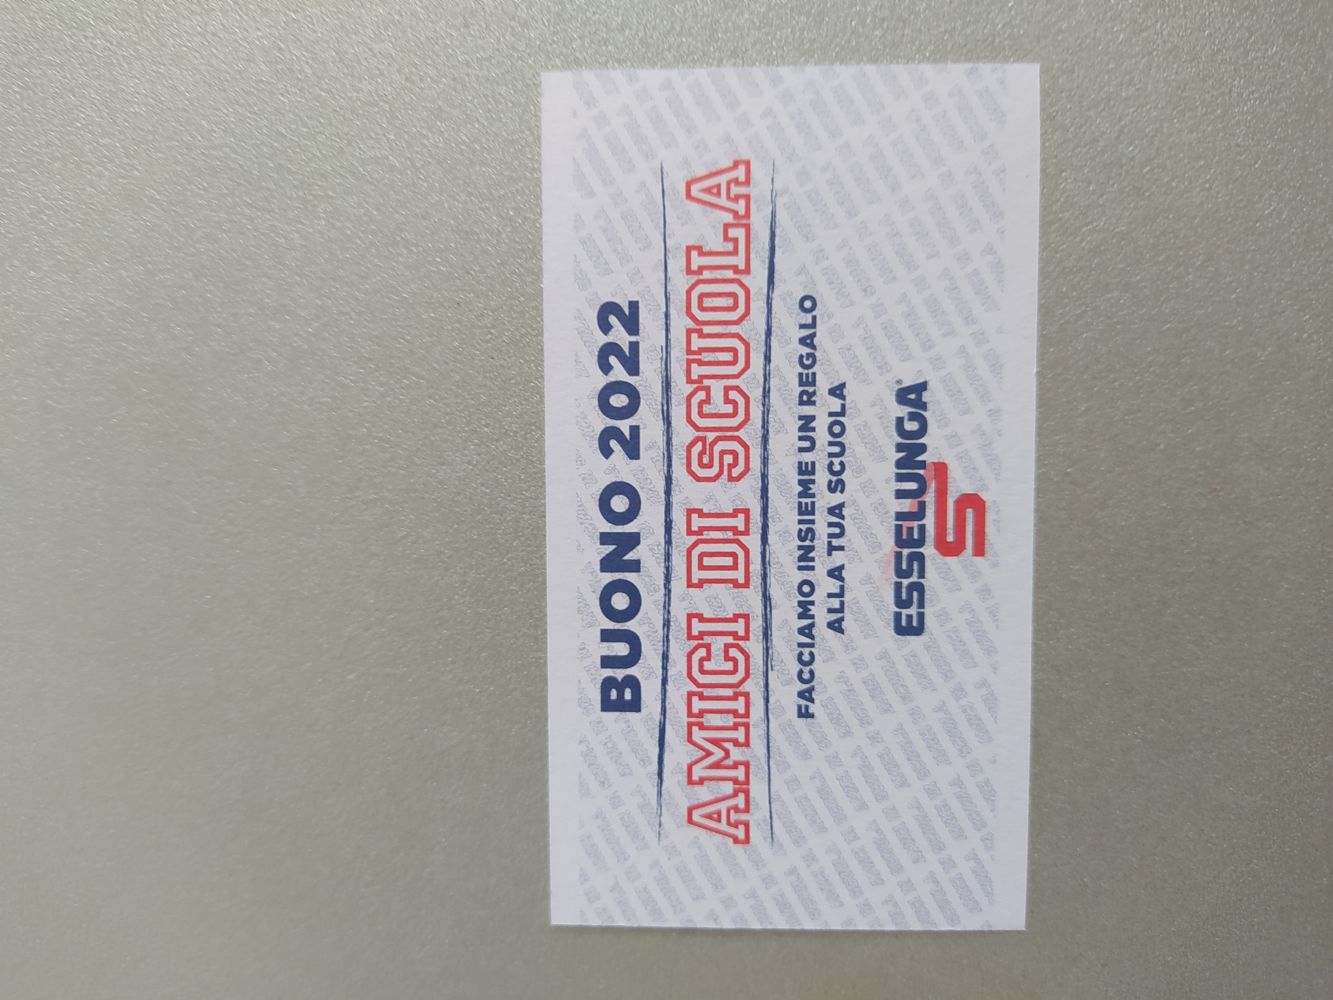 BUONO 2022
AMICI DI SCUOLA
FACCIAMO INSIEME UN REGALO
ALLA TUA SCUOLA
ESSELUNGA
S